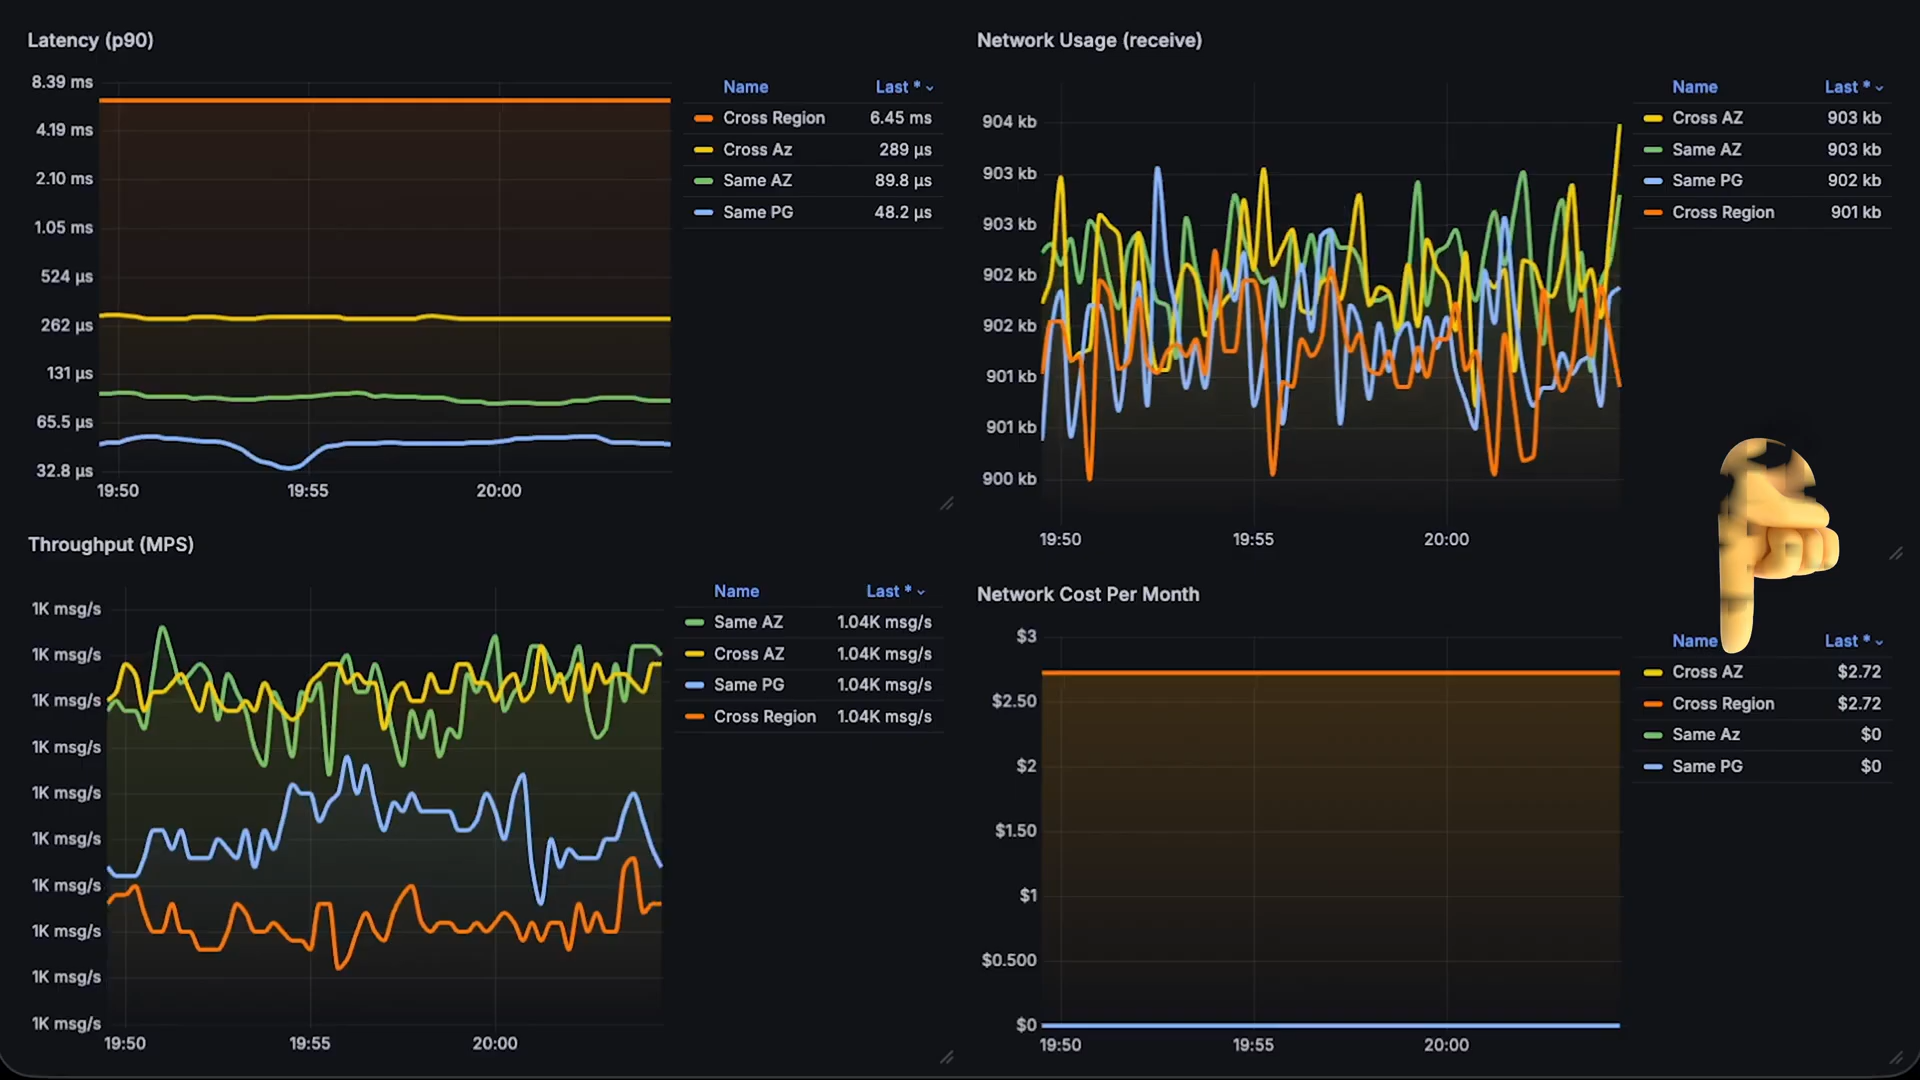 Latency (p90)
8.39 ms
4.19 ms
2.10 ms
1.05 ms
524 µs
262 µs
131 µs
65.5 µs
32.8 µs
19:50 19:55 20:00
Name Last *
Cross Region 6.45 ms
Cross Az 289 µs
Same AZ 89.8 µs
Same PG 48.2 µs
Network Usage (receive)
904 kb
903 kb
903 kb
902 kb
902 kb
901 kb
901 kb
900 kb
19:50 19:55 20:00
Name Last *
Cross AZ 903 kb
Same AZ 903 kb
Same PG 902 kb
Cross Region 901 kb
Throughput (MPS)
1K msg/s
1K msg/s
1K msg/s
1K msg/s
1K msg/s
1K msg/s
1K msg/s
1K msg/s
1K msg/s
1K msg/s
19:50 19:55 20:00
Name Last *
Same AZ 1.04K msg/s
Cross AZ 1.04K msg/s
Same PG 1.04K msg/s
Cross Region 1.04K msg/s
Network Cost Per Month
$3
$2.50
$2
$1.50
$1
$0.500
$0
19:50 19:55 20:00
Name Last *
Cross AZ $2.72
Cross Region $2.72
Same Az $0
Same PG $0